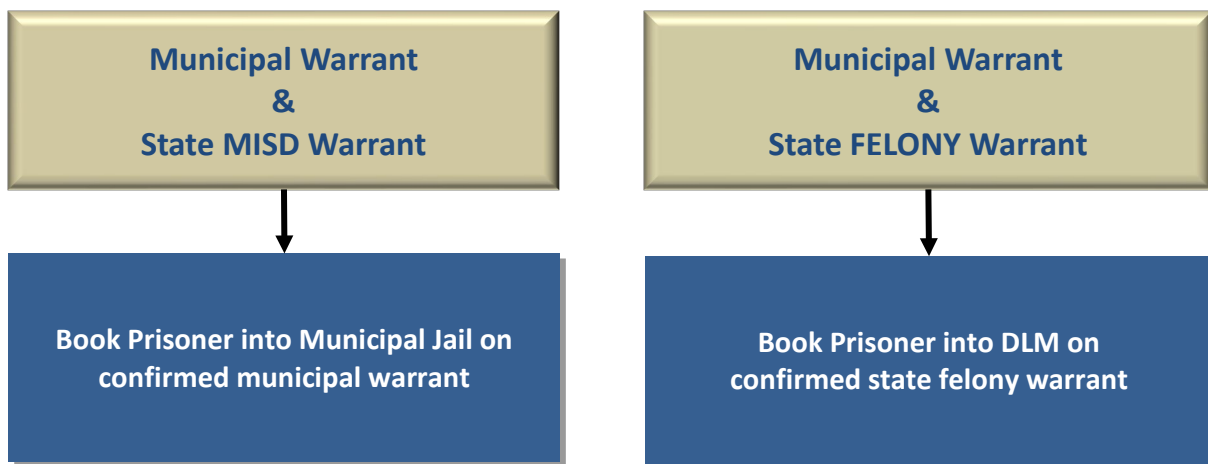 Municipal Warrant
&
State MISD Warrant
Book Prisoner into Municipal Jail on
confirmed municipal warrant
Municipal Warrant
&
State FELONY Warrant
Book Prisoner into DLM on
confirmed state felony warrant